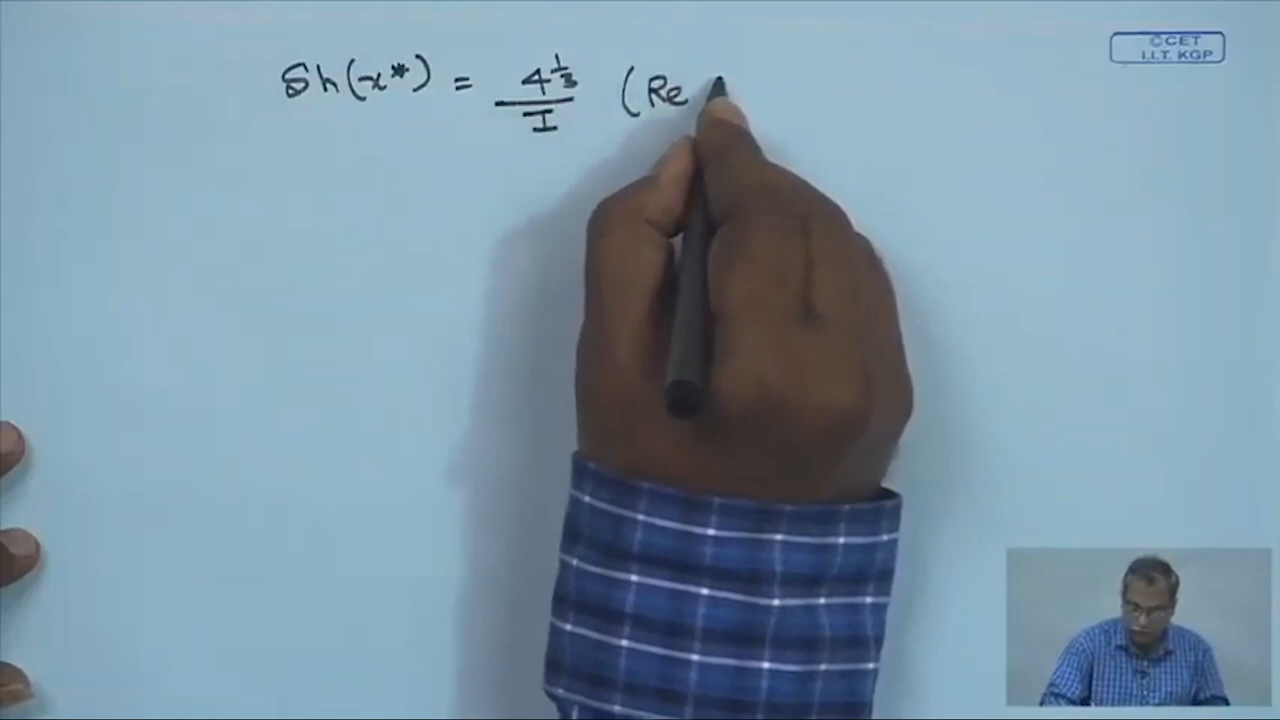 Sh(x*) = 4^{1/3} / I (Re
©CET
I.I.T. KGP